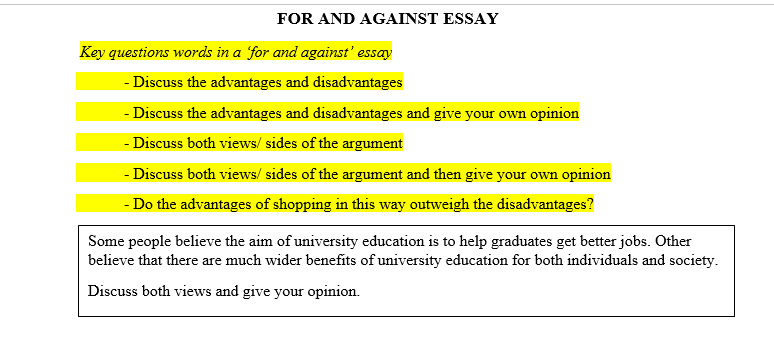 FOR AND AGAINST ESSAY
Key questions words in a ‘for and against’ essay
- Discuss the advantages and disadvantages
- Discuss the advantages and disadvantages and give your own opinion
- Discuss both views/ sides of the argument
- Discuss both views/ sides of the argument and then give your own opinion
- Do the advantages of shopping in this way outweigh the disadvantages?
Some people believe the aim of university education is to help graduates get better jobs. Other
believe that there are much wider benefits of university education for both individuals and society.
Discuss both views and give your opinion.